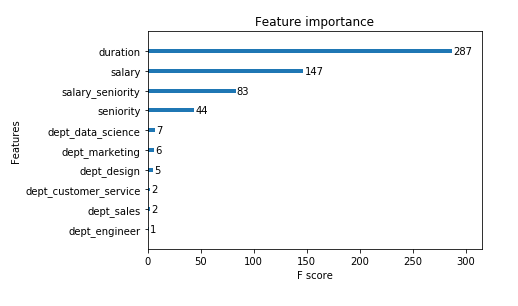 Feature importance
duration 287
salary 147
salary_seniority 83
seniority 44
dept_data_science 7
dept_marketing 6
dept_design 5
dept_customer_service 2
dept_sales 2
dept_engineer 1
Features
0 50 100 150 200 250 300
F score